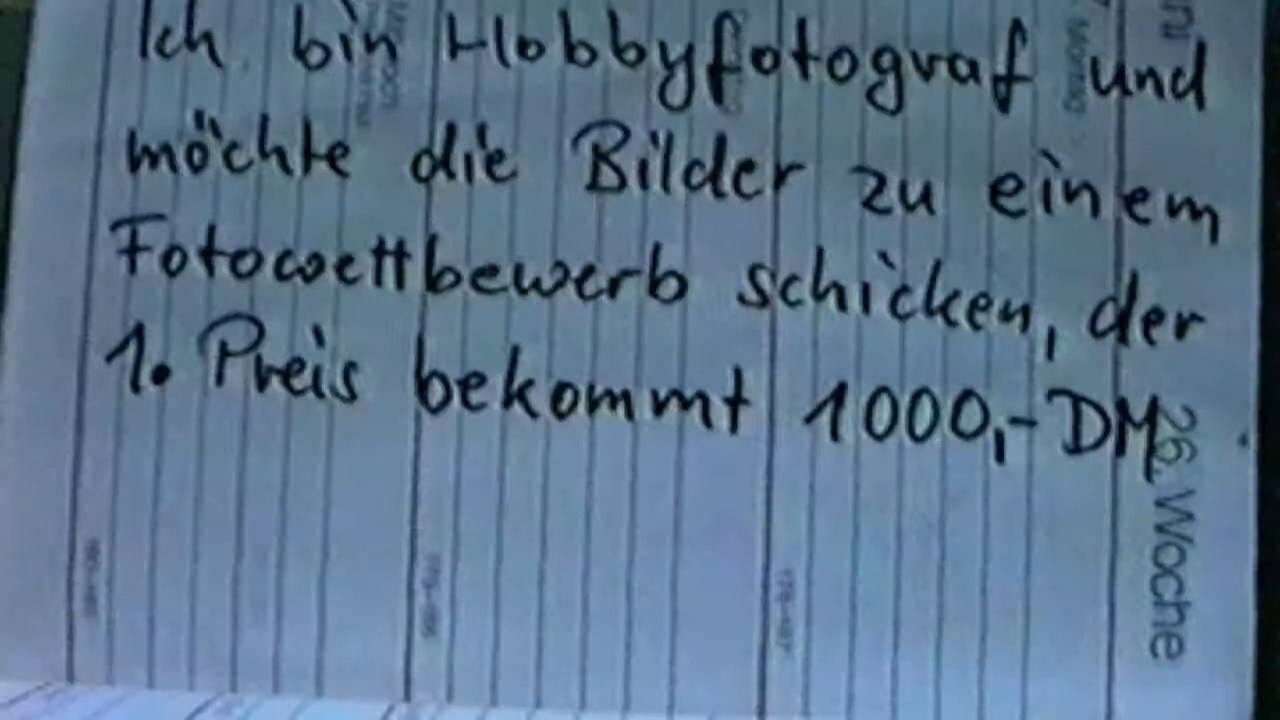 Ich bin Hobbyfotograf und
möchte die Bilder zu einem
Fotowettbewerb schicken, der
1. Preis bekommt 1000,- DM
26. Woche